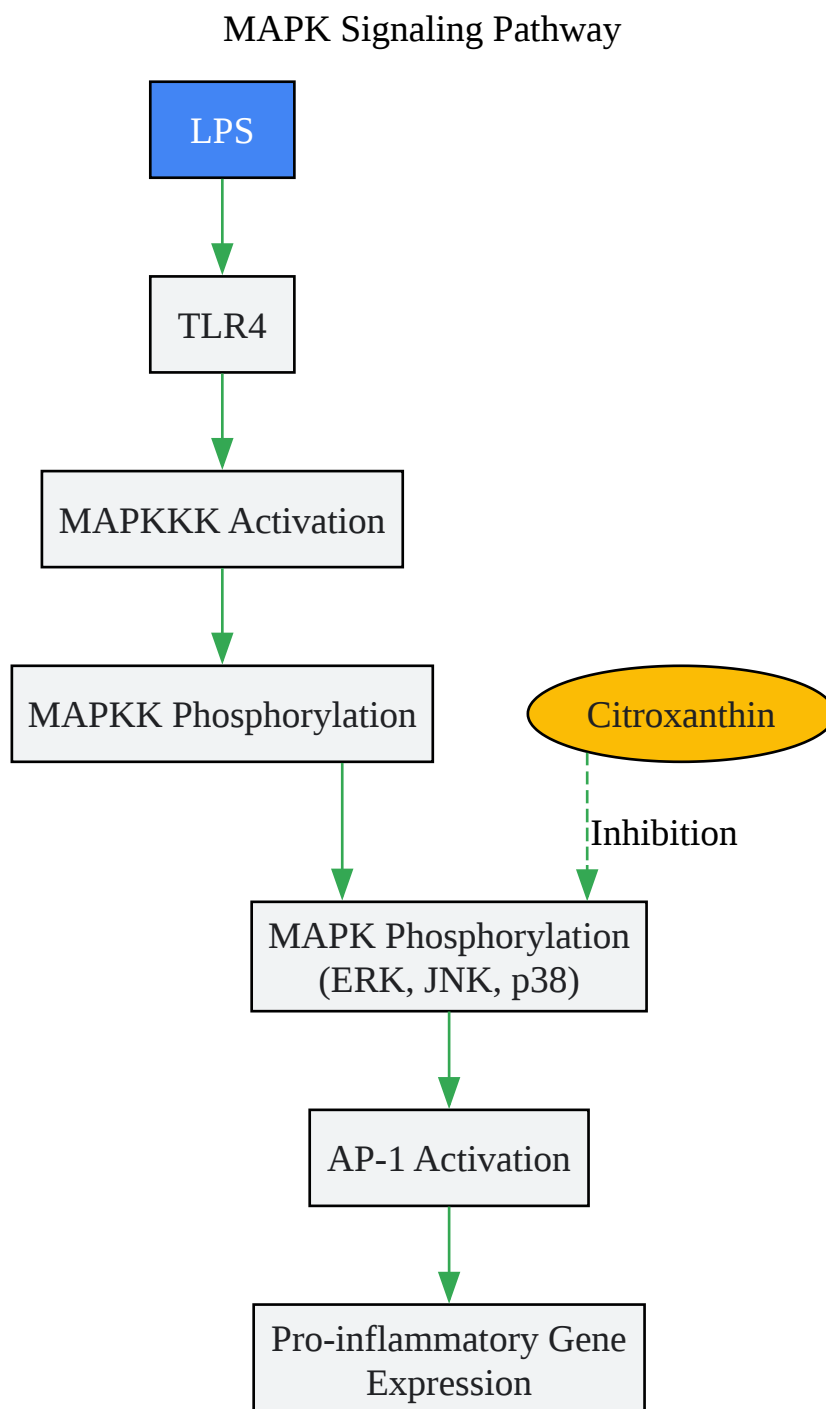 MAPK Signaling Pathway
LPS
TLR4
MAPKKK Activation
MAPKK Phosphorylation
Citroxanthin
Inhibition
MAPK Phosphorylation
(ERK, JNK, p38)
AP-1 Activation
Pro-inflammatory Gene
Expression